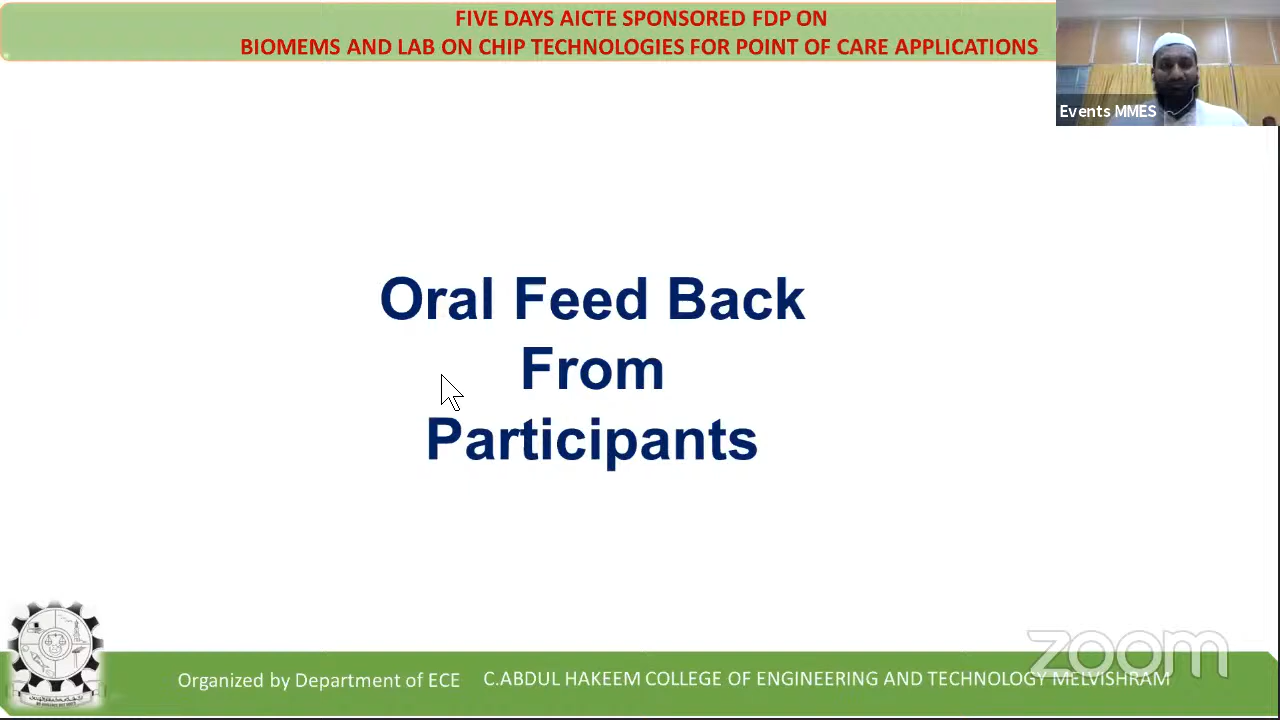 FIVE DAYS AICTE SPONSORED FDP ON
BIOMEMS AND LAB ON CHIP TECHNOLOGIES FOR POINT OF CARE APPLICATIONS
Events MMES
Oral Feed Back
From
Participants
zoom
Organized by Department of ECE C.ABDUL HAKEEM COLLEGE OF ENGINEERING AND TECHNOLOGY MELVISHRAM